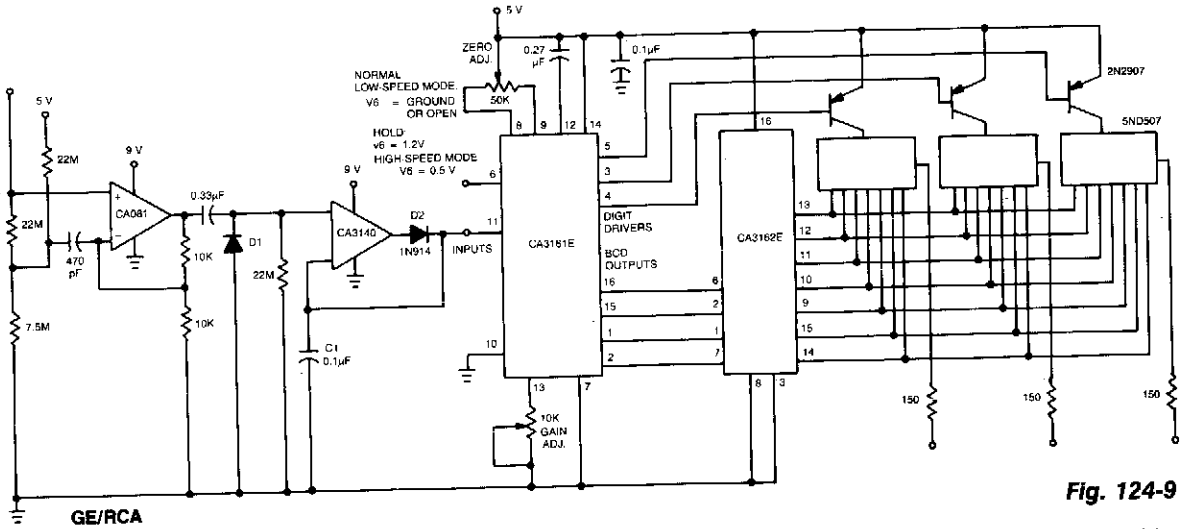 5 V
ZERO
ADJ.
0.27
µF
0.1µF
NORMAL
LOW-SPEED MODE.
V6 = GROUND
OR OPEN
50K
2N2907
8
9
12
14
16
5ND507
5 V
HOLD
v6 = 1.2V
HIGH-SPEED MODE
V6 = 0.5 V
5
3
4
6
9 V
22M
0.33µF
9 V
+
CA081
−
22M
470
pF
10K
10K
D1
22M
CA3140
D2
1N914
11
INPUTS
CA3161E
DIGIT
DRIVERS
BCD
OUTPUTS
CA3162E
13
12
11
10
9
15
14
16
15
1
2
6
2
1
7
7.5M
C1
0.1µF
10
13
7
8
3
10K
GAIN
ADJ.
150
150
150
GE/RCA
Fig. 124-9